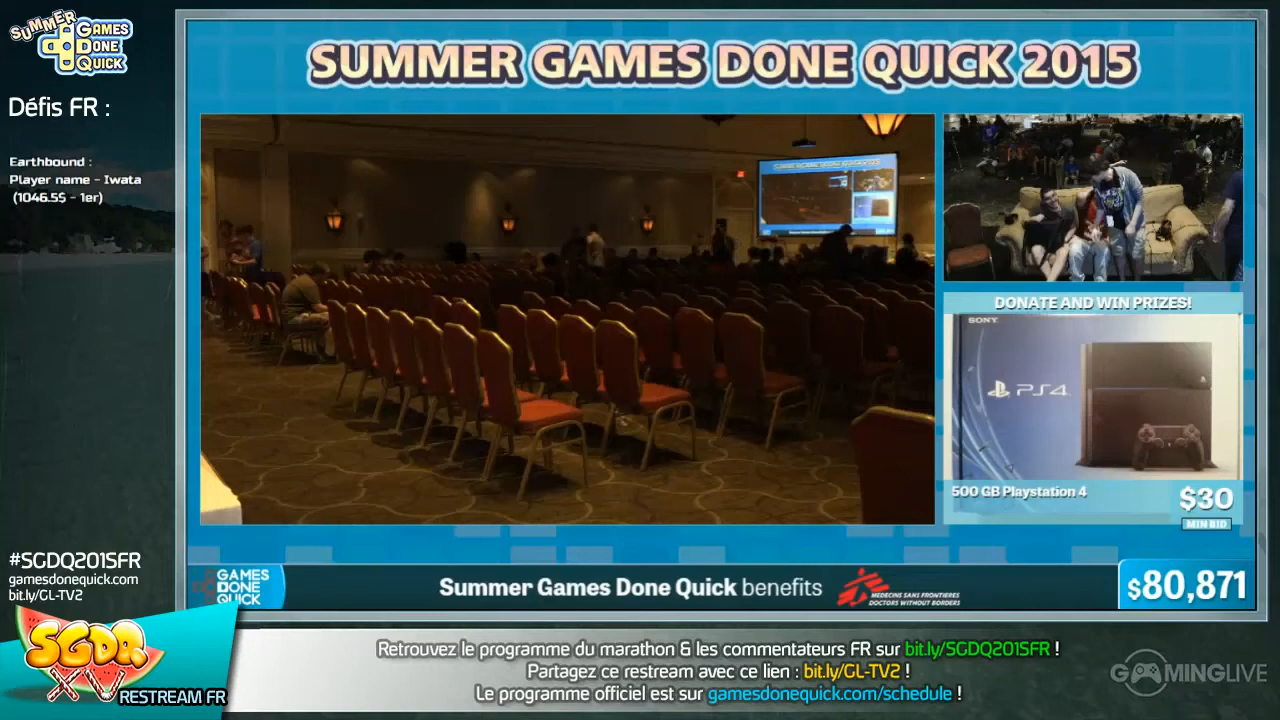 SUMMER GAMES DONE QUICK
Défis FR :
Earthbound :
Player name - Iwata
(1046.5$ - 1er)
SUMMER GAMES DONE QUICK 2015
DONATE AND WIN PRIZES!
SONY
PS4
500 GB Playstation 4
$30
MIN BID
#SGDQ2015FR
gamesdonequick.com
bit.ly/GL-TV2
GAMES DONE QUICK
Summer Games Done Quick benefits
MEDECINS SANS FRONTIERES
DOCTORS WITHOUT BORDERS
$80,871
SGDQ
XV
RESTREAM FR
Retrouvez le programme du marathon & les commentateurs FR sur bit.ly/SGDQ2015FR !
Partagez ce restream avec ce lien : bit.ly/GL-TV2 !
Le programme officiel est sur gamesdonequick.com/schedule !
GAMINGLIVE